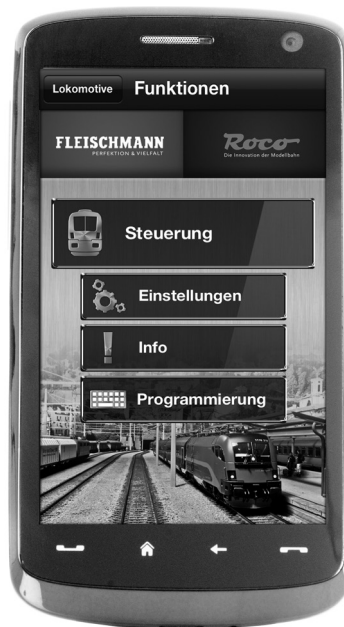 Lokomotive
Funktionen
FLEISCHMANN
PERFEKTION & VIELFALT
Roco
Die Innovation der Modellbahn
Steuerung
Einstellungen
Info
Programmierung